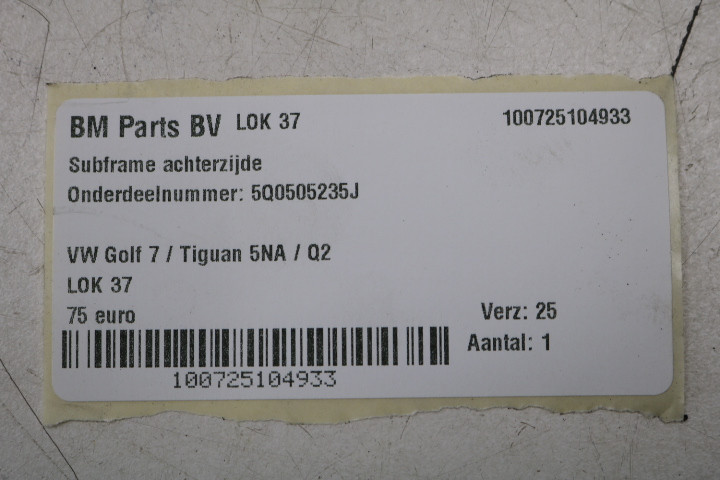 BM Parts BV LOK 37 100725104933
Subframe achterzijde
Onderdeelnummer: 5Q0505235J
VW Golf 7 / Tiguan 5NA / Q2
LOK 37
75 euro Verz: 25
Aantal: 1
100725104933